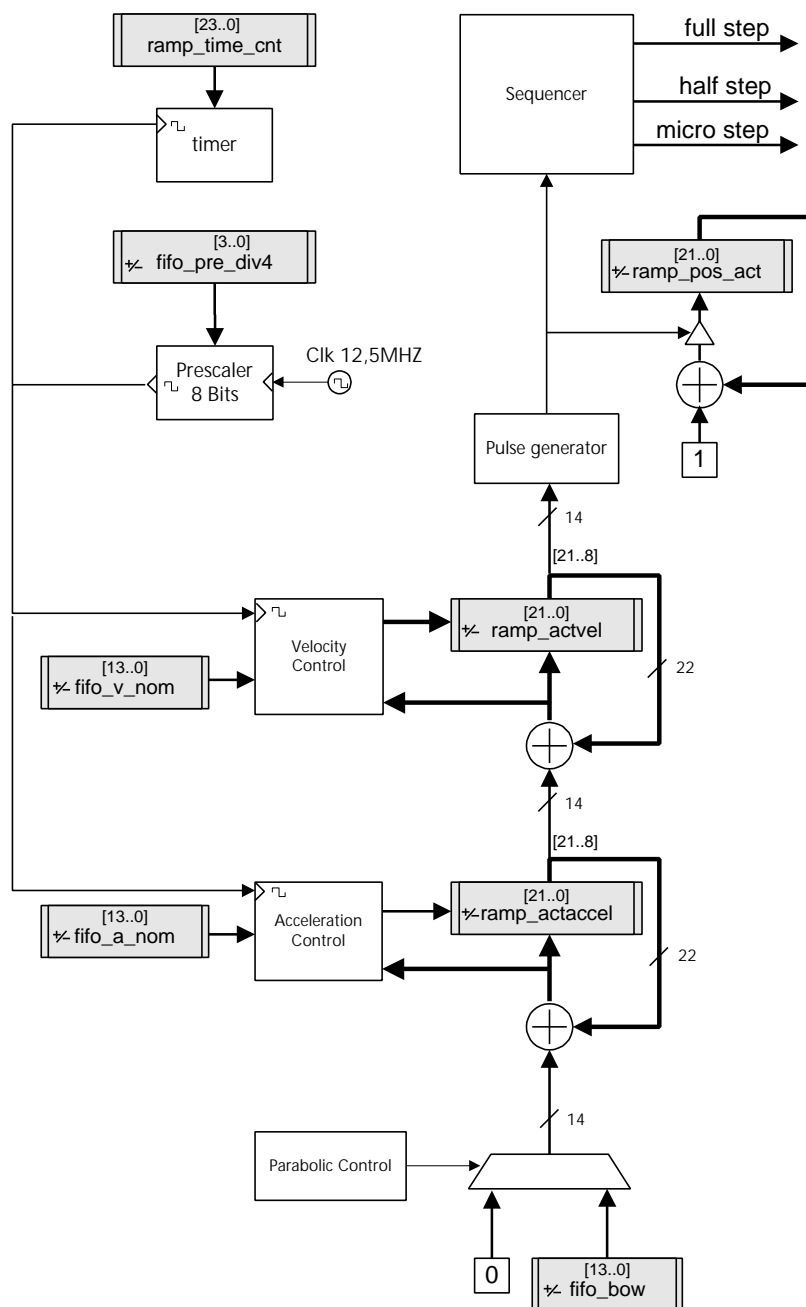 [23..0]
ramp_time_cnt
timer
[3..0]
+/- fifo_pre_div4
Prescaler
8 Bits
Clk 12,5MHZ
Sequencer
full step
half step
micro step
[21..0]
+/- ramp_pos_act
1
Pulse generator
14
[21..8]
[21..0]
+/- ramp_actvel
Velocity
Control
[13..0]
+/- fifo_v_nom
22
14
[21..8]
[21..0]
+/- ramp_actaccel
Acceleration
Control
[13..0]
+/- fifo_a_nom
22
14
Parabolic Control
0
[13..0]
+/- fifo_bow